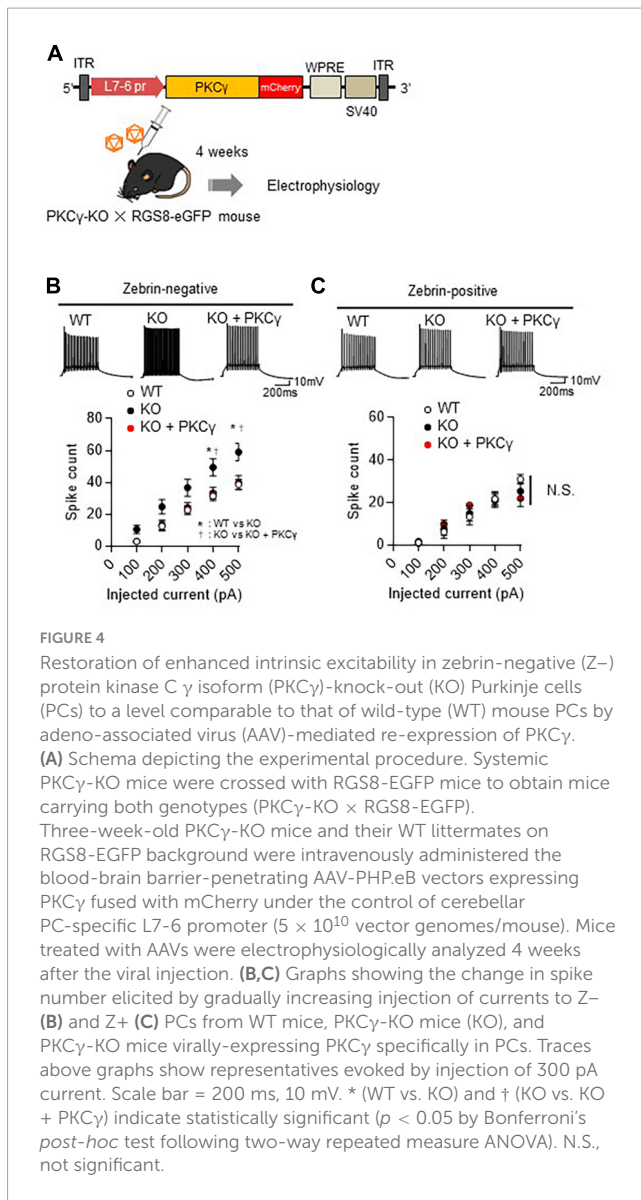 A
ITR
WPRE
ITR
5'
L7-6 pr
PKCγ
mCherry
3'
SV40
4 weeks
Electrophysiology
PKCγ-KO × RGS8-eGFP mouse
B
Zebrin-negative
WT
KO
KO + PKCγ
10mV
200ms
WT
KO
KO + PKCγ
80
60
40
20
0
Spike count
*†
*†
* : WT vs KO
† : KO vs KO + PKCγ
100
200
300
400
500
Injected current (pA)
C
Zebrin-positive
WT
KO
KO + PKCγ
10mV
200ms
WT
KO
KO + PKCγ
60
40
20
0
Spike count
N.S.
100
200
300
400
500
Injected current (pA)
FIGURE 4
Restoration of enhanced intrinsic excitability in zebrin-negative (Z–)
protein kinase C γ isoform (PKCγ)-knock-out (KO) Purkinje cells
(PCs) to a level comparable to that of wild-type (WT) mouse PCs by
adeno-associated virus (AAV)-mediated re-expression of PKCγ.
(A) Schema depicting the experimental procedure. Systemic
PKCγ-KO mice were crossed with RGS8-EGFP mice to obtain mice
carrying both genotypes (PKCγ-KO × RGS8-EGFP).
Three-week-old PKCγ-KO mice and their WT littermates on
RGS8-EGFP background were intravenously administered the
blood-brain barrier-penetrating AAV-PHP.eB vectors expressing
PKCγ fused with mCherry under the control of cerebellar
PC-specific L7-6 promoter (5 × 10¹⁰ vector genomes/mouse). Mice
treated with AAVs were electrophysiologically analyzed 4 weeks
after the viral injection. (B,C) Graphs showing the change in spike
number elicited by gradually increasing injection of currents to Z–
(B) and Z+ (C) PCs from WT mice, PKCγ-KO mice (KO), and
PKCγ-KO mice virally-expressing PKCγ specifically in PCs. Traces
above graphs show representatives evoked by injection of 300 pA
current. Scale bar = 200 ms, 10 mV. * (WT vs. KO) and † (KO vs. KO
+ PKCγ) indicate statistically significant (p < 0.05 by Bonferroni's
post-hoc test following two-way repeated measure ANOVA). N.S.,
not significant.